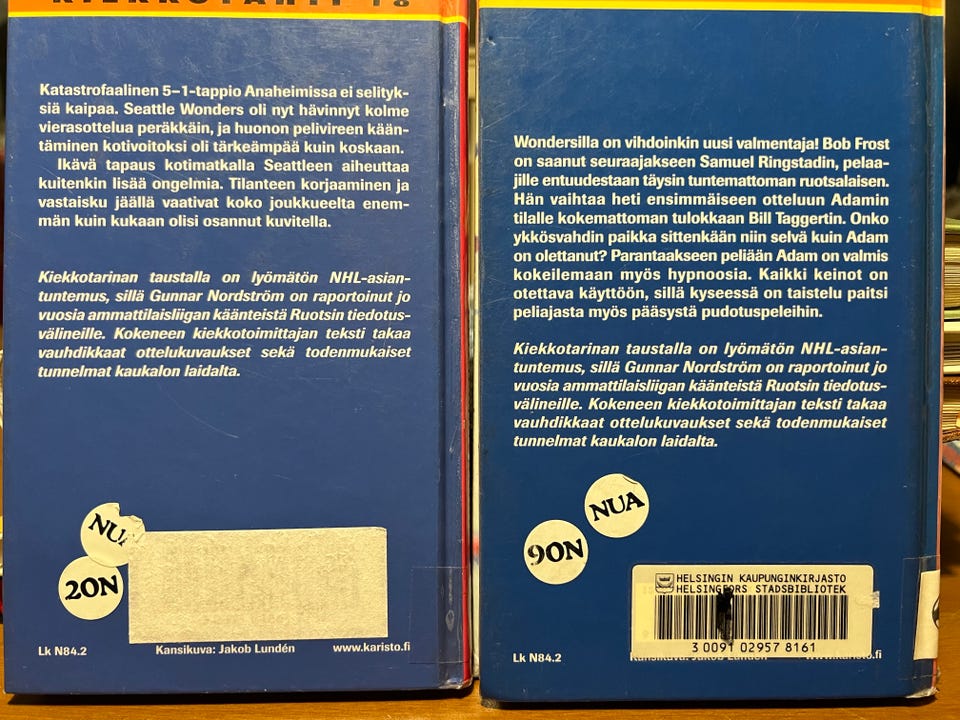 KIEKKOTÄHTI 18
Katastrofaalinen 5–1-tappio Anaheimissa ei selityk-
siä kaipaa. Seattle Wonders oli nyt hävinnyt kolme
vierasottelua peräkkäin, ja huonon pelivireen kään-
täminen kotivoitoksi oli tärkeämpää kuin koskaan.
Ikävä tapaus kotimatkalla Seattleen aiheuttaa
kuitenkin lisää ongelmia. Tilanteen korjaaminen ja
vastaisku jäällä vaativat koko joukkueelta enem-
män kuin kukaan olisi osannut kuvitella.
Kiekkotarinan taustalla on lyömätön NHL-asian-
tuntemus, sillä Gunnar Nordström on raportoinut jo
vuosia ammattilaisliigan käänteistä Ruotsin tiedotus-
välineille. Kokeneen kiekkotoimittajan teksti takaa
vauhdikkaat ottelukuvaukset sekä todenmukaiset
tunnelmat kaukalon laidalta.
NUA
20N
Lk N84.2
Kansikuva: Jakob Lundén
www.karisto.fi
Wondersilla on vihdoinkin uusi valmentaja! Bob Frost
on saanut seuraajakseen Samuel Ringstadin, pelaa-
jille entuudestaan täysin tuntemattoman ruotsalaisen.
Hän vaihtaa heti ensimmäiseen otteluun Adamin
tilalle kokemattoman tulokkaan Bill Taggertin. Onko
ykkösvahdin paikka sittenkään niin selvä kuin Adam
on olettanut? Parantaakseen peliään Adam on valmis
kokeilemaan myös hypnoosia. Kaikki keinot on
otettava käyttöön, sillä kyseessä on taistelu paitsi
peliajasta myös pääsystä pudotuspeleihin.
Kiekkotarinan taustalla on lyömätön NHL-asian-
tuntemus, sillä Gunnar Nordström on raportoinut jo
vuosia ammattilaisliigan käänteistä Ruotsin tiedotus-
välineille. Kokeneen kiekkotoimittajan teksti takaa
vauhdikkaat ottelukuvaukset sekä todenmukaiset
tunnelmat kaukalon laidalta.
NUA
90N
HELSINGIN KAUPUNGINKIRJASTO
HELSINGFORS STADSBIBLIOTEK
3 0091 02957 8161
Lk N84.2
Kansikuva: Jakob Lundén
www.karisto.fi